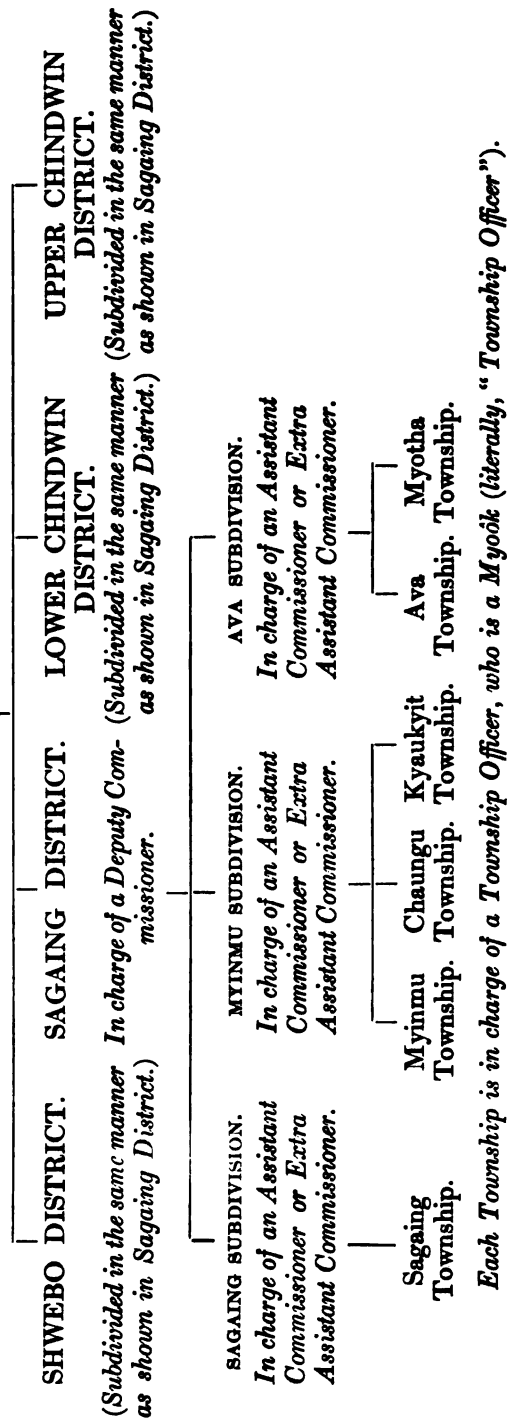 SHWEBO DISTRICT.
(Subdivided in the same manner
as shown in Sagaing District.)
SAGAING DISTRICT.
In charge of a Deputy Com-
missioner.
LOWER CHINDWIN
DISTRICT.
(Subdivided in the same manner
as shown in Sagaing District.)
UPPER CHINDWIN
DISTRICT.
(Subdivided in the same manner
as shown in Sagaing District.)
SAGAING SUBDIVISION.
In charge of an Assistant
Commissioner or Extra
Assistant Commissioner.
MYINMU SUBDIVISION.
In charge of an Assistant
Commissioner or Extra
Assistant Commissioner.
AVA SUBDIVISION.
In charge of an Assistant
Commissioner or Extra
Assistant Commissioner.
Sagaing
Township.
Myinmu
Township.
Chaungu
Township.
Kyaukyit
Township.
Ava
Township.
Myotha
Township.
Each Township is in charge of a Township Officer, who is a Myoôk (literally, “Township Officer”).